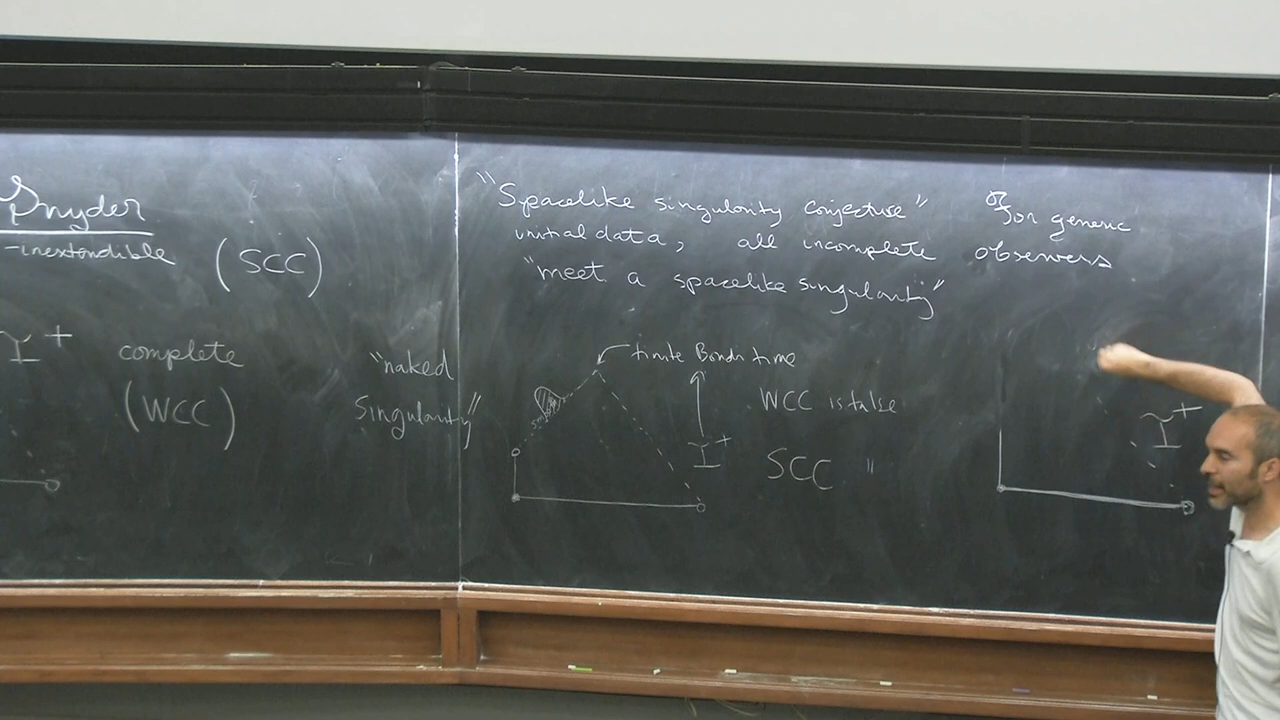 Snyder
-inextendible (SCC)
I+ complete
(WCC)
"naked
singularity"
"Spacelike singularity conjecture" for generic
initial data, all incomplete observers
"meet a spacelike singularity"
finite Bondi time
WCC is false
I+
SCC "
I+